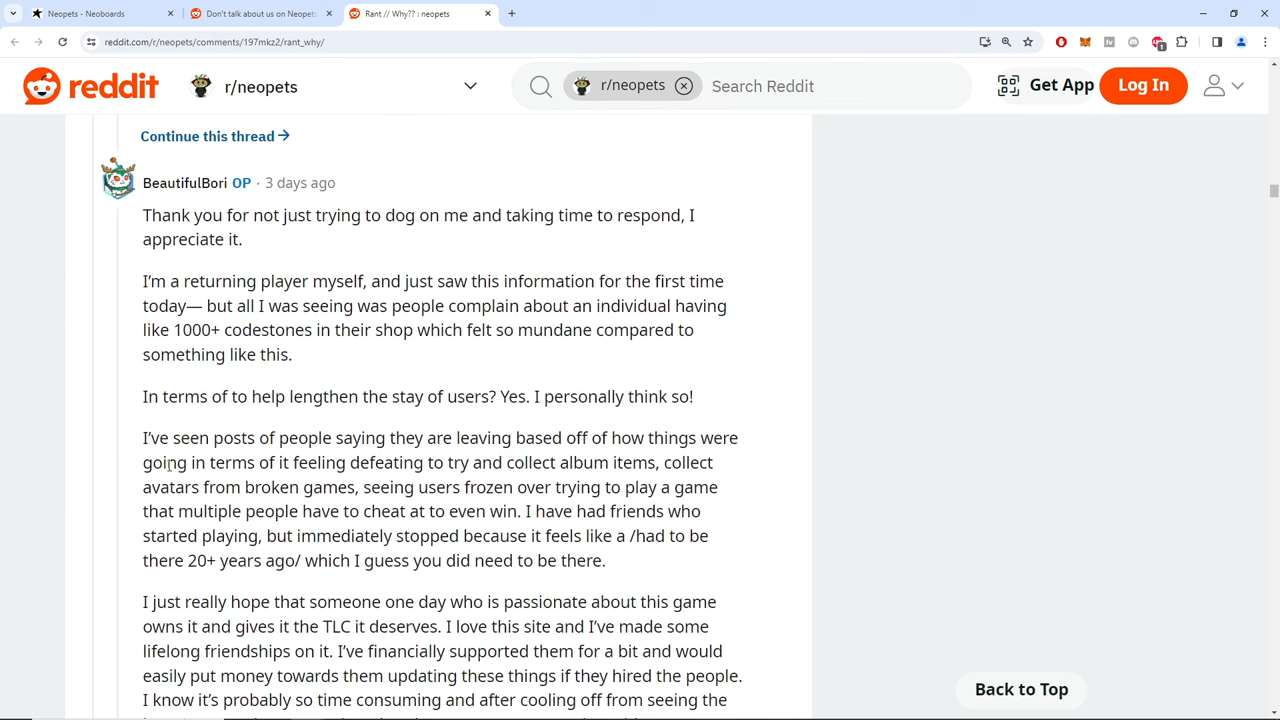 Neopets - Neoboards
Don't talk about us on Neopets
Rant // Why?? : neopets
reddit.com/r/neopets/comments/197mkz2/rant_why/
reddit
r/neopets
r/neopets
Search Reddit
Get App
Log In
Continue this thread
BeautifulBori OP · 3 days ago
Thank you for not just trying to dog on me and taking time to respond, I
appreciate it.
I'm a returning player myself, and just saw this information for the first time
today— but all I was seeing was people complain about an individual having
like 1000+ codestones in their shop which felt so mundane compared to
something like this.
In terms of to help lengthen the stay of users? Yes. I personally think so!
I've seen posts of people saying they are leaving based off of how things were
going in terms of it feeling defeating to try and collect album items, collect
avatars from broken games, seeing users frozen over trying to play a game
that multiple people have to cheat at to even win. I have had friends who
started playing, but immediately stopped because it feels like a /had to be
there 20+ years ago/ which I guess you did need to be there.
I just really hope that someone one day who is passionate about this game
owns it and gives it the TLC it deserves. I love this site and I've made some
lifelong friendships on it. I've financially supported them for a bit and would
easily put money towards them updating these things if they hired the people.
I know it's probably so time consuming and after cooling off from seeing the
Back to Top